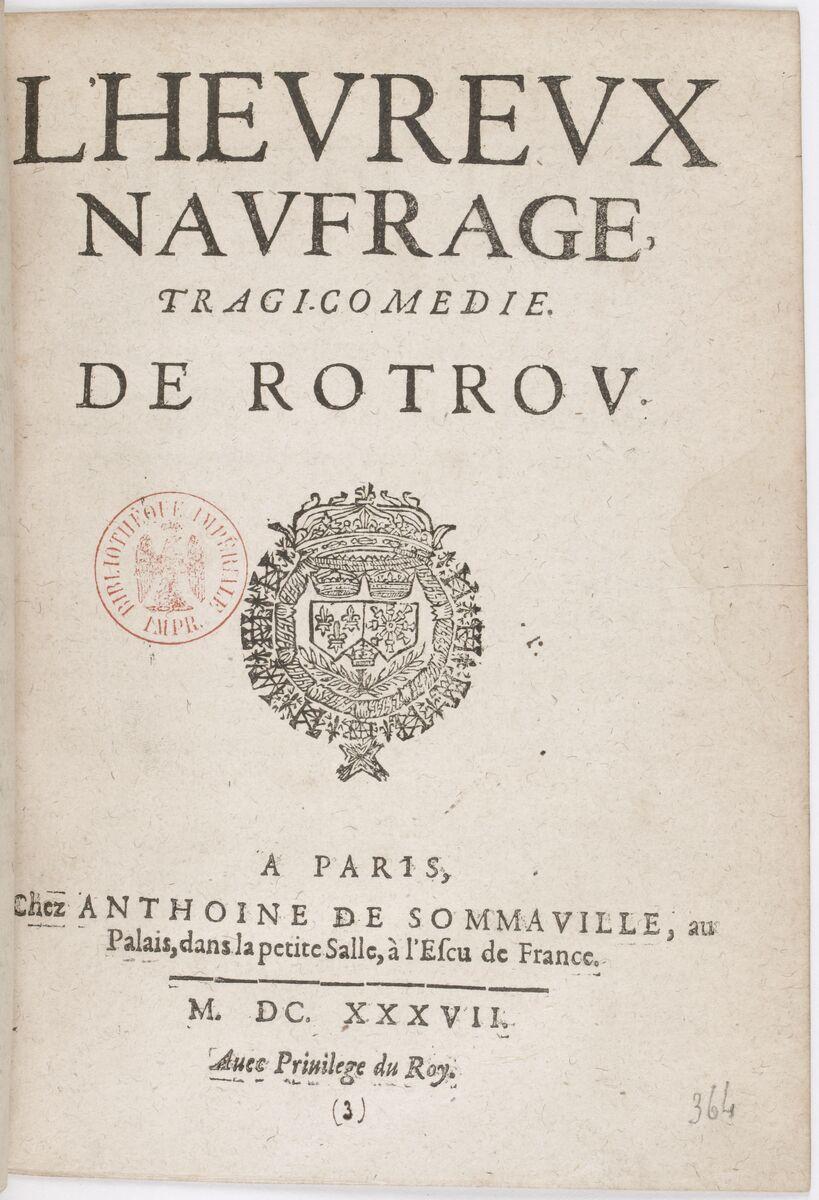 L'HEVREVX
NAVFRAGE,
TRAGI-COMEDIE.
DE ROTROV.
BIBLIOTHÈQUE IMPÉRIALE
IMPR.
A PARIS,
Chez ANTHOINE DE SOMMAVILLE, au
Palais, dans la petite Salle, à l'Eſcu de France.
M. DC. XXXVII.
Auec Priuilege du Roy.
(3)
364